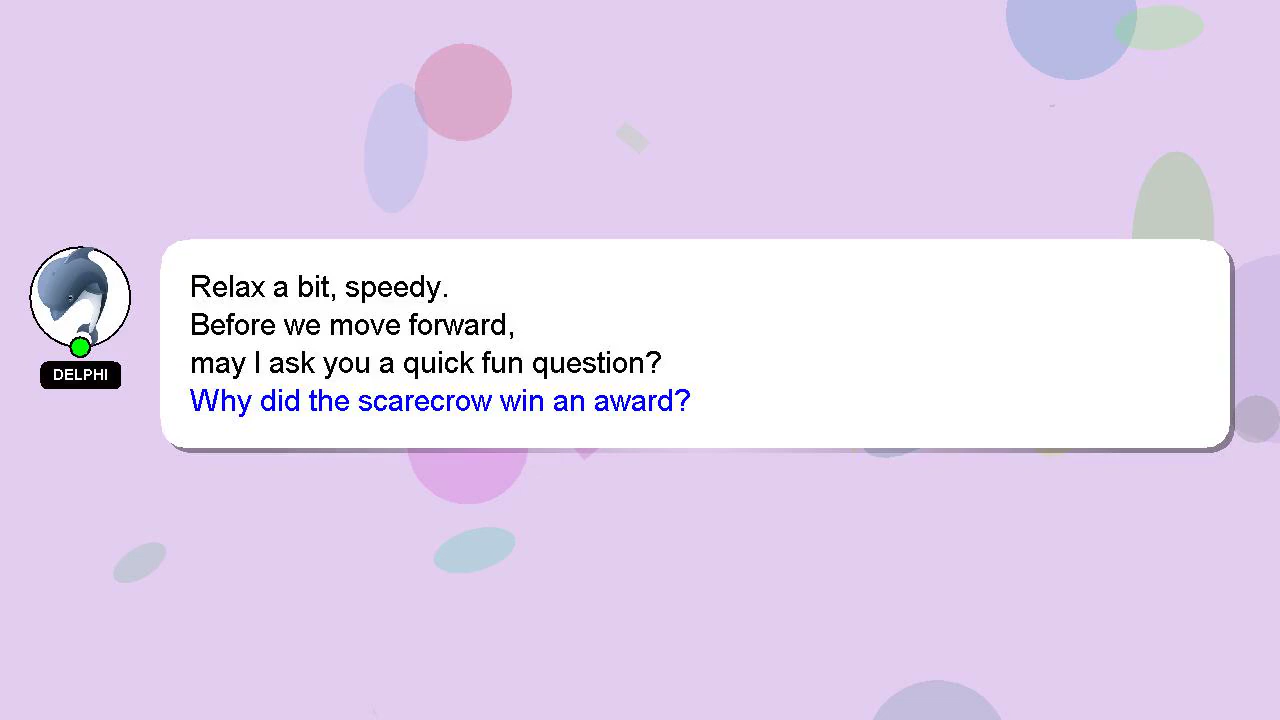 Relax a bit, speedy.
Before we move forward,
may I ask you a quick fun question?
Why did the scarecrow win an award?
DELPHI